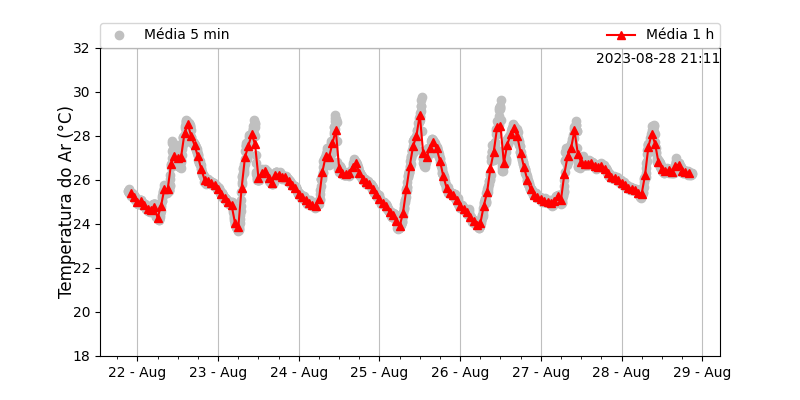 Média 5 min
Média 1 h
2023-08-28 21:11
Temperatura do Ar (°C)
32
30
28
26
24
22
20
18
22 - Aug
23 - Aug
24 - Aug
25 - Aug
26 - Aug
27 - Aug
28 - Aug
29 - Aug